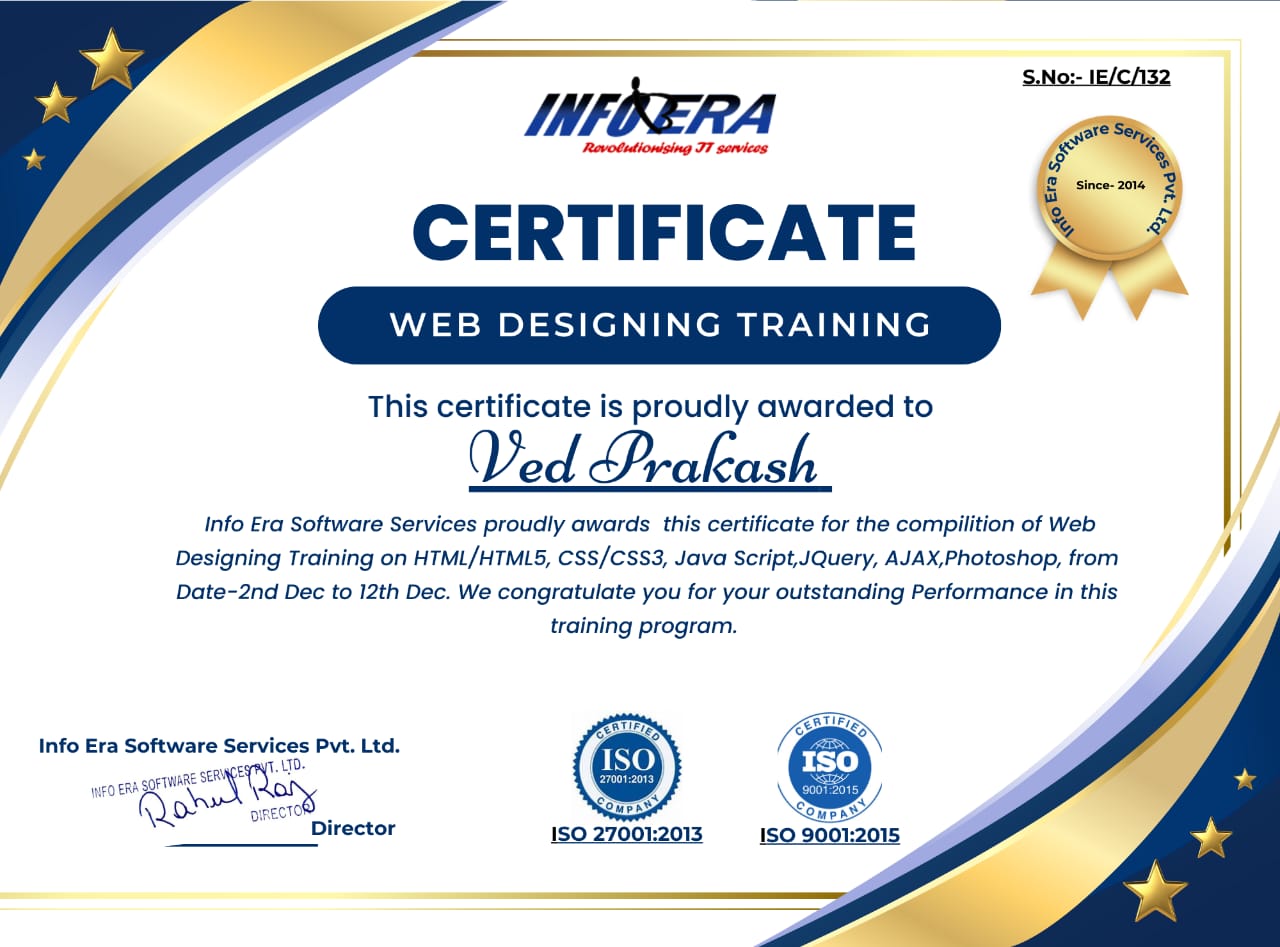 S.No:- IE/C/132
INFO ERA
Revolutionising IT services
Info Era Software Services Pvt. Ltd.
Since- 2014
CERTIFICATE
WEB DESIGNING TRAINING
This certificate is proudly awarded to
Ved Prakash
Info Era Software Services proudly awards this certificate for the compilition of Web
Designing Training on HTML/HTML5, CSS/CSS3, Java Script,JQuery, AJAX,Photoshop, from
Date-2nd Dec to 12th Dec. We congratulate you for your outstanding Performance in this
training program.
Info Era Software Services Pvt. Ltd.
INFO ERA SOFTWARE SERVICES PVT. LTD.
Rahul Raj
DIRECTOR
Director
CERTIFIED
ISO
27001:2013
COMPANY
ISO 27001:2013
CERTIFIED
ISO
9001:2015
COMPANY
ISO 9001:2015